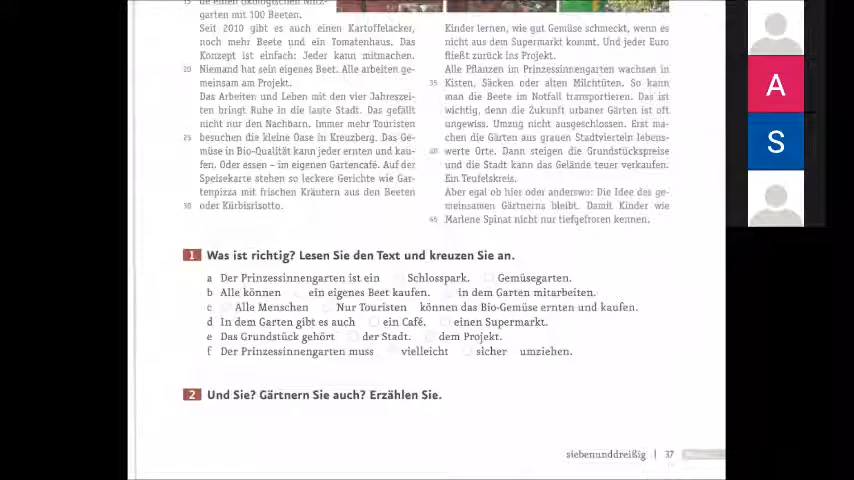 de einen ökologischen Nutz-
garten mit 100 Beeten.
Seit 2010 gibt es auch einen Kartoffelacker,
noch mehr Beete und ein Tomatenhaus. Das
Konzept ist einfach: Jeder kann mitmachen.
20 Niemand hat sein eigenes Beet. Alle arbeiten ge-
meinsam am Projekt.
Das Arbeiten und Leben mit den vier Jahreszei-
ten bringt Ruhe in die laute Stadt. Das gefällt
nicht nur den Nachbarn. Immer mehr Touristen
25 besuchen die kleine Oase in Kreuzberg. Das Ge-
müse in Bio-Qualität kann jeder ernten und kau-
fen. Oder essen – im eigenen Gartencafé. Auf der
Speisekarte stehen so leckere Gerichte wie Gar-
tenpizza mit frischen Kräutern aus den Beeten
30 oder Kürbisrisotto.
Kinder lernen, wie gut Gemüse schmeckt, wenn es
nicht aus dem Supermarkt kommt. Und jeder Euro
fließt zurück ins Projekt.
Alle Pflanzen im Prinzessinnengarten wachsen in
35 Kisten, Säcken oder alten Milchtüten. So kann
man die Beete im Notfall transportieren. Das ist
wichtig, denn die Zukunft urbaner Gärten ist oft
ungewiss. Umzug nicht ausgeschlossen. Erst ma-
chen die Gärten aus grauen Stadtvierteln lebens-
40 werte Orte. Dann steigen die Grundstückspreise
und die Stadt kann das Gelände teuer verkaufen.
Ein Teufelskreis.
Aber egal ob hier oder anderswo: Die Idee des ge-
meinsamen Gärtnerns bleibt. Damit Kinder wie
45 Marlene Spinat nicht nur tiefgefroren kennen.
1 Was ist richtig? Lesen Sie den Text und kreuzen Sie an.
a Der Prinzessinnengarten ist ein Schlosspark. Gemüsegarten.
b Alle können ein eigenes Beet kaufen. in dem Garten mitarbeiten.
c Alle Menschen Nur Touristen können das Bio-Gemüse ernten und kaufen.
d In dem Garten gibt es auch ein Café. einen Supermarkt.
e Das Grundstück gehört der Stadt. dem Projekt.
f Der Prinzessinnengarten muss vielleicht sicher umziehen.
2 Und Sie? Gärtnern Sie auch? Erzählen Sie.
siebenunddreißig | 37
A
S